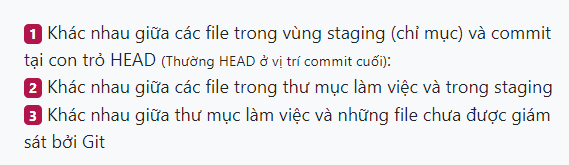 1 Khác nhau giữa các file trong vùng staging (chỉ mục) và commit
tại con trỏ HEAD (Thường HEAD ở vị trí commit cuối):
2 Khác nhau giữa các file trong thư mục làm việc và trong staging
3 Khác nhau giữa thư mục làm việc và những file chưa được giám
sát bởi Git